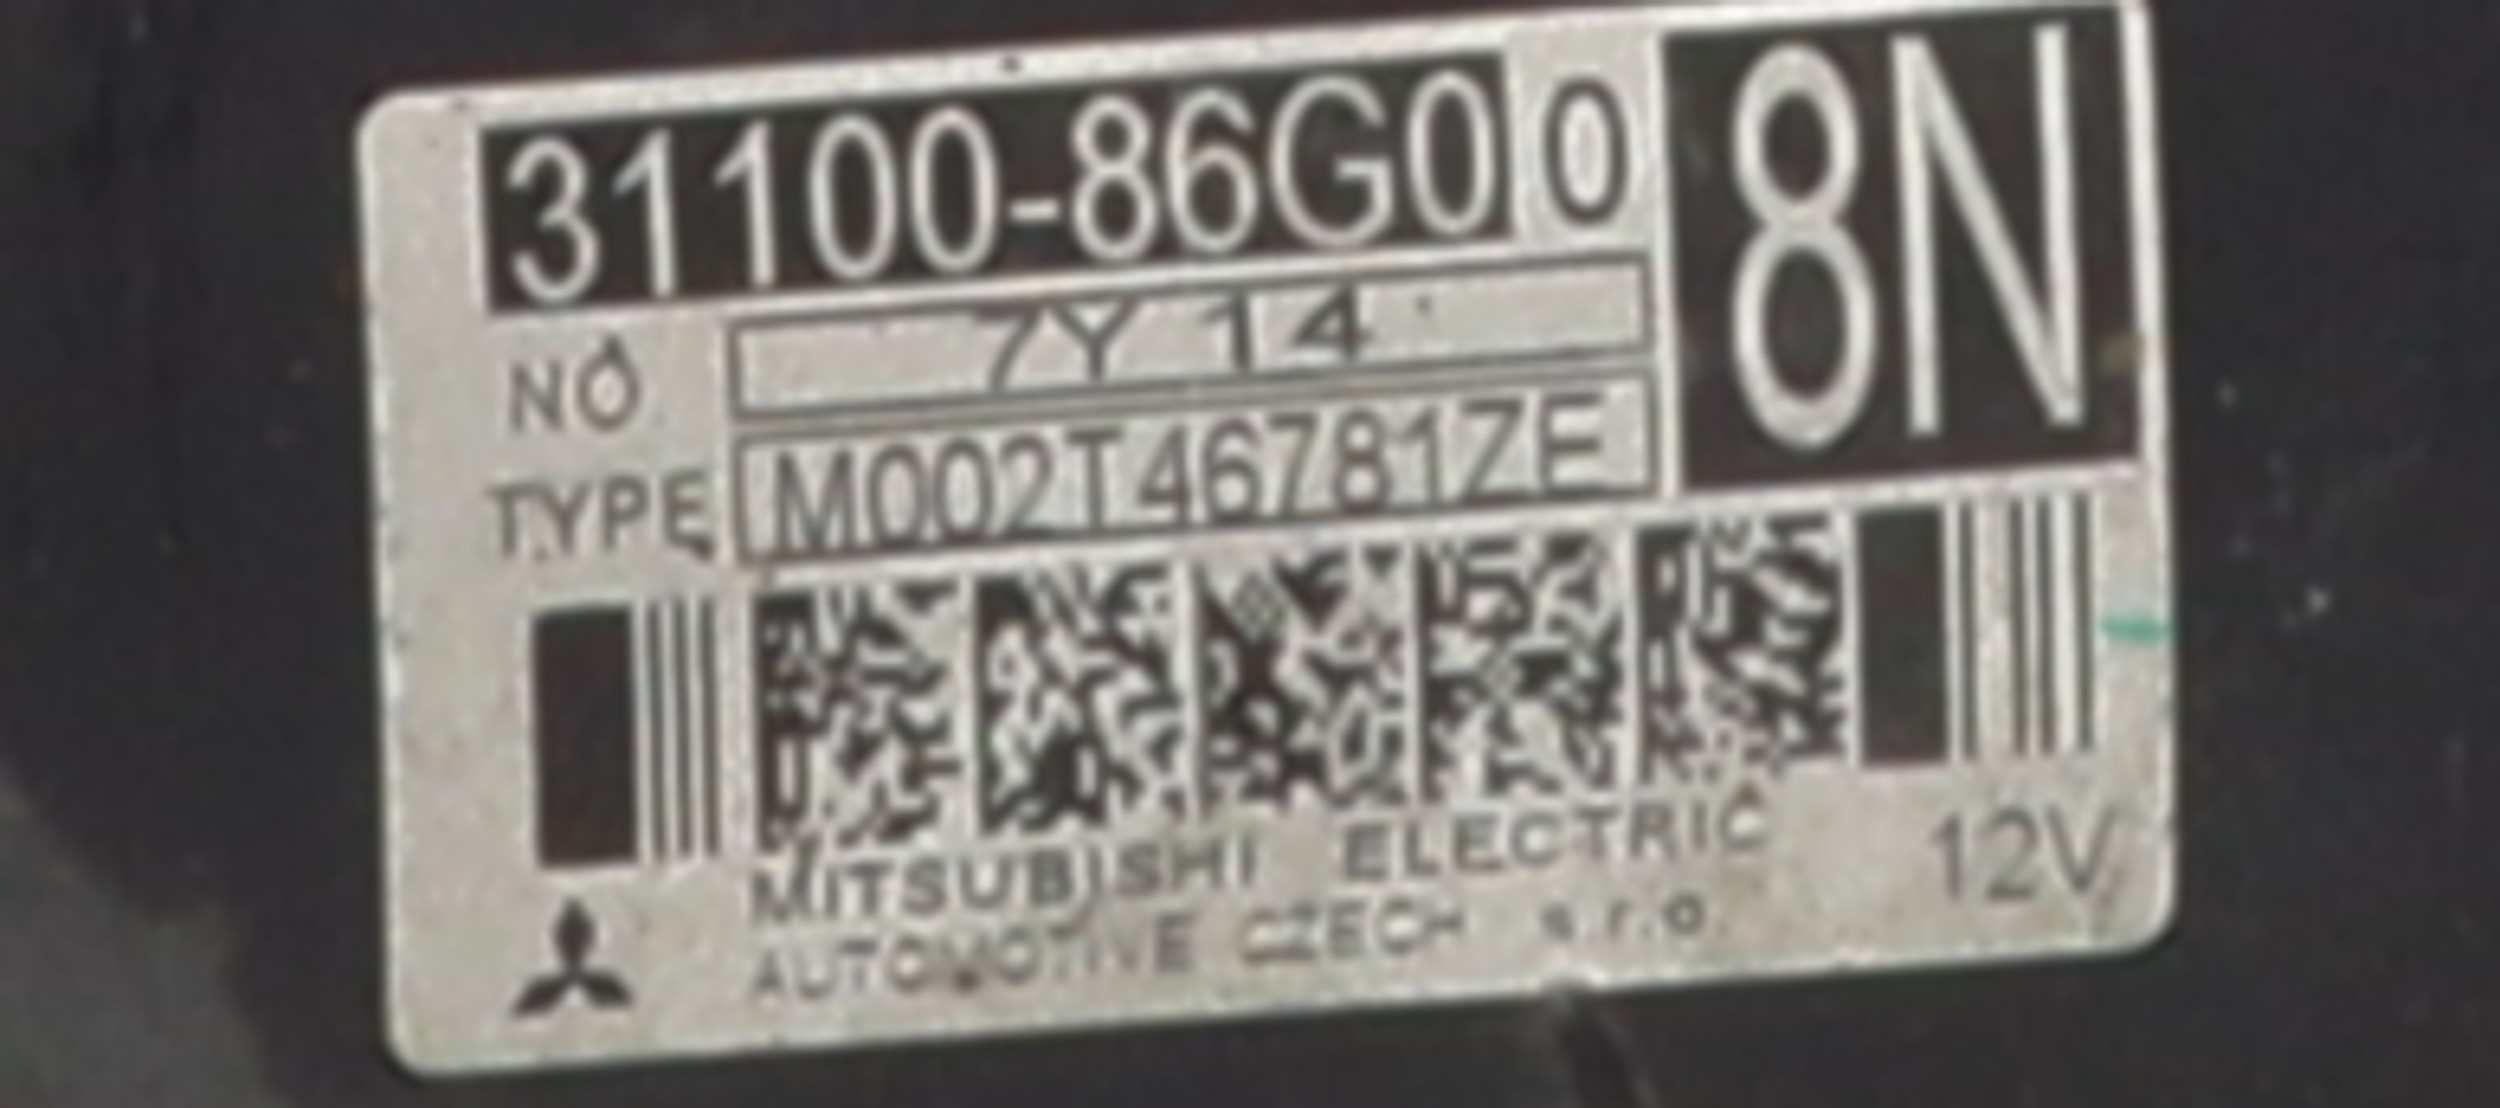 31100-86G00 8N
NO 7Y 14
TYPE M002T46781ZE
MITSUBISHI ELECTRIC 12V
AUTOMOTIVE CZECH s.r.o.